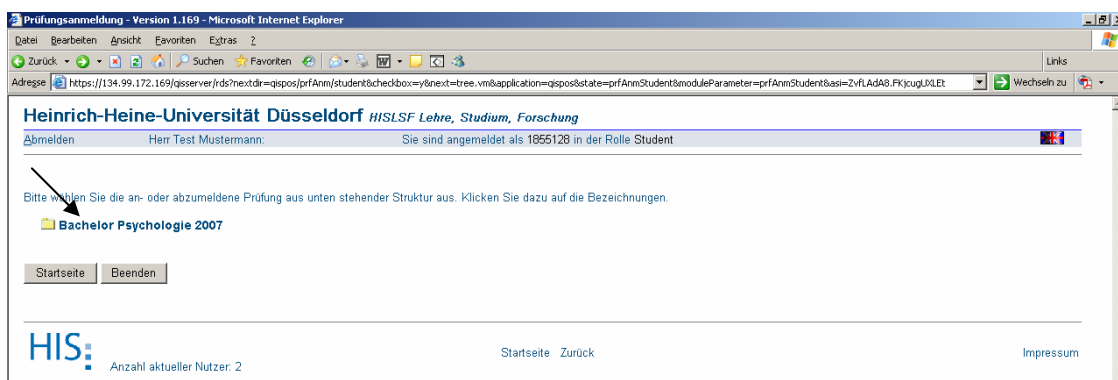 Prüfungsanmeldung - Version 1.169 - Microsoft Internet Explorer
Datei Bearbeiten Ansicht Favoriten Extras ?
Zurück Suchen Favoriten Links
Adresse https://134.99.172.169/qisserver/rds?nextdir=qispos/prfAnm/student&checkbox=y&next=tree.vm&application=qispos&state=prfAnmStudent&moduleParameter=prfAnmStudent&asi=ZvfLAdA8.FKjcugUXLEt Wechseln zu
Heinrich-Heine-Universität Düsseldorf HISLSF Lehre, Studium, Forschung
Abmelden Herr Test Mustermann: Sie sind angemeldet als 1855128 in der Rolle Student
Bitte wählen Sie die an- oder abzumeldene Prüfung aus unten stehender Struktur aus. Klicken Sie dazu auf die Bezeichnungen.
Bachelor Psychologie 2007
Startseite Beenden
HIS: Anzahl aktueller Nutzer: 2 Startseite Zurück Impressum